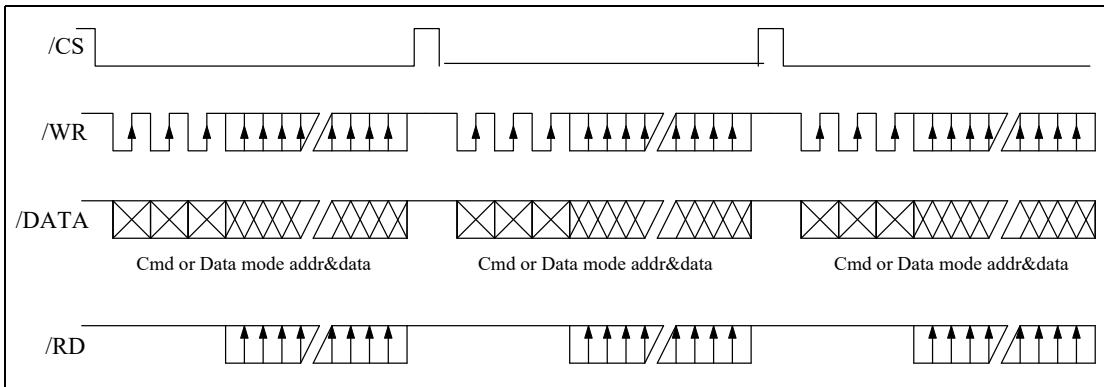 /CS
/WR
/DATA
Cmd or Data mode addr&data Cmd or Data mode addr&data Cmd or Data mode addr&data
/RD